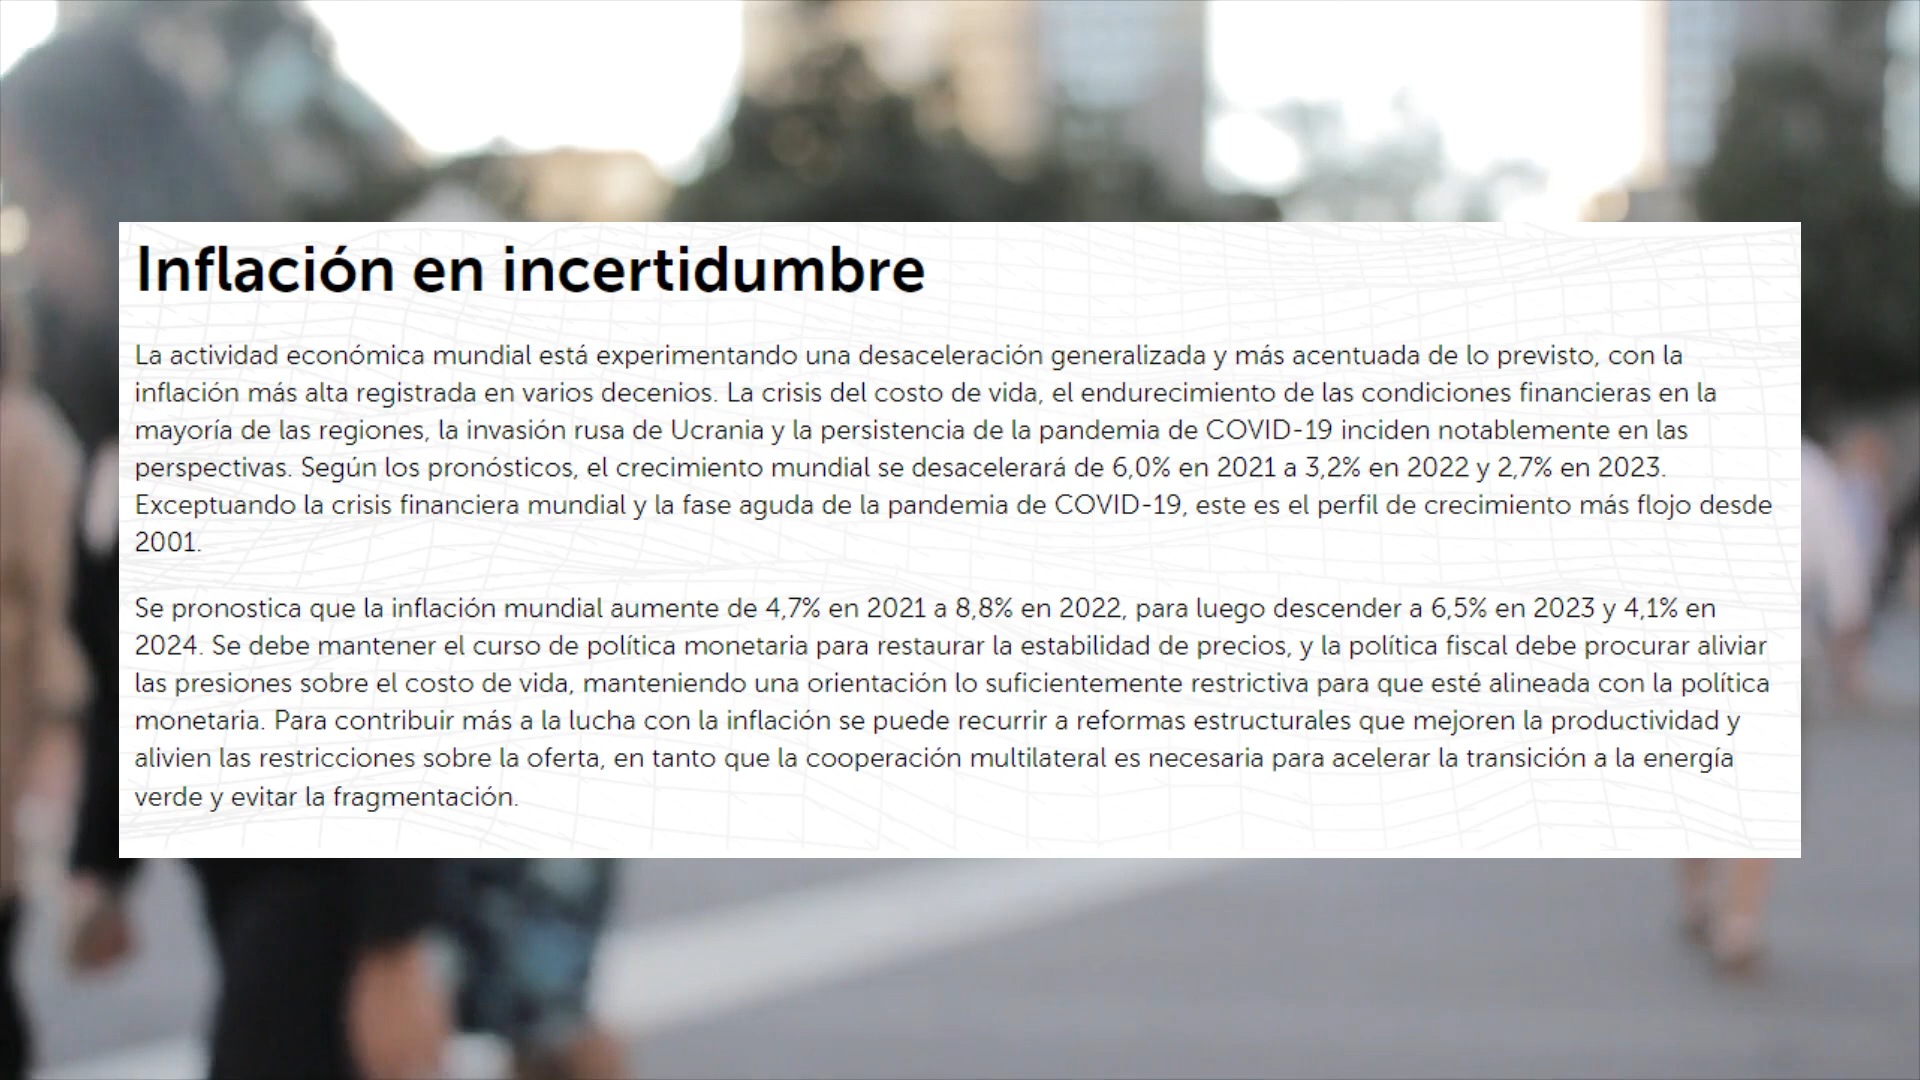 Inflación en incertidumbre
La actividad económica mundial está experimentando una desaceleración generalizada y más acentuada de lo previsto, con la
inflación más alta registrada en varios decenios. La crisis del costo de vida, el endurecimiento de las condiciones financieras en la
mayoría de las regiones, la invasión rusa de Ucrania y la persistencia de la pandemia de COVID-19 inciden notablemente en las
perspectivas. Según los pronósticos, el crecimiento mundial se desacelerará de 6,0% en 2021 a 3,2% en 2022 y 2,7% en 2023.
Exceptuando la crisis financiera mundial y la fase aguda de la pandemia de COVID-19, este es el perfil de crecimiento más flojo desde
2001.
Se pronostica que la inflación mundial aumente de 4,7% en 2021 a 8,8% en 2022, para luego descender a 6,5% en 2023 y 4,1% en
2024. Se debe mantener el curso de política monetaria para restaurar la estabilidad de precios, y la política fiscal debe procurar aliviar
las presiones sobre el costo de vida, manteniendo una orientación lo suficientemente restrictiva para que esté alineada con la política
monetaria. Para contribuir más a la lucha con la inflación se puede recurrir a reformas estructurales que mejoren la productividad y
alivien las restricciones sobre la oferta, en tanto que la cooperación multilateral es necesaria para acelerar la transición a la energía
verde y evitar la fragmentación.